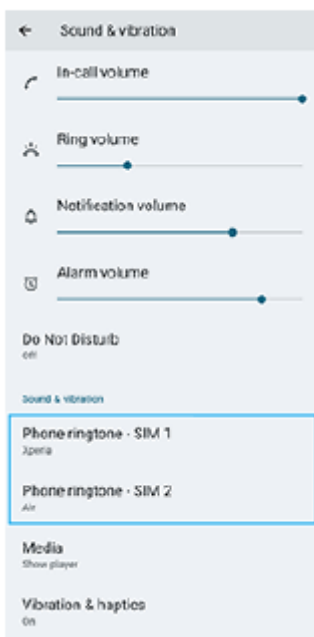 Sound & vibration
In-call volume
Ring volume
Notification volume
Alarm volume
Do Not Disturb
Off
Sound & vibration
Phone ringtone - SIM 1
Xperia
Phone ringtone - SIM 2
Air
Media
Show player
Vibration & haptics
On